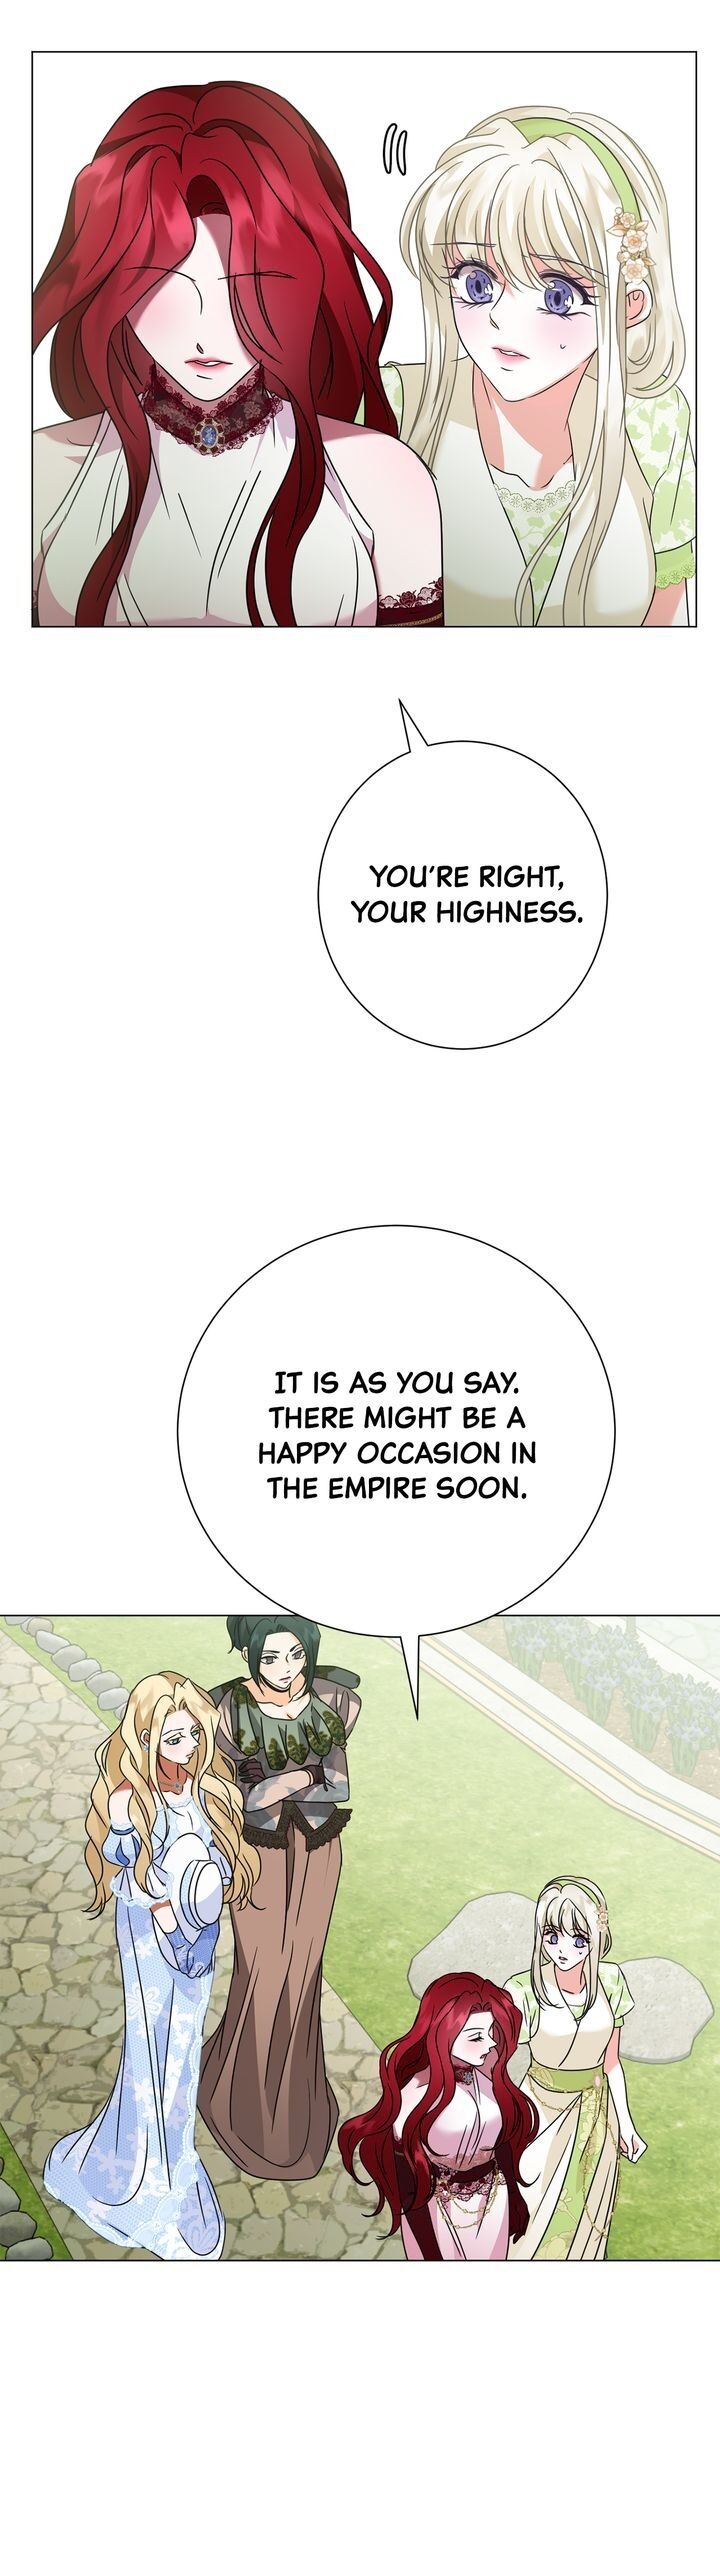 YOU'RE RIGHT,
YOUR HIGHNESS.
IT IS AS YOU SAY.
THERE MIGHT BE A
HAPPY OCCASION IN
THE EMPIRE SOON.